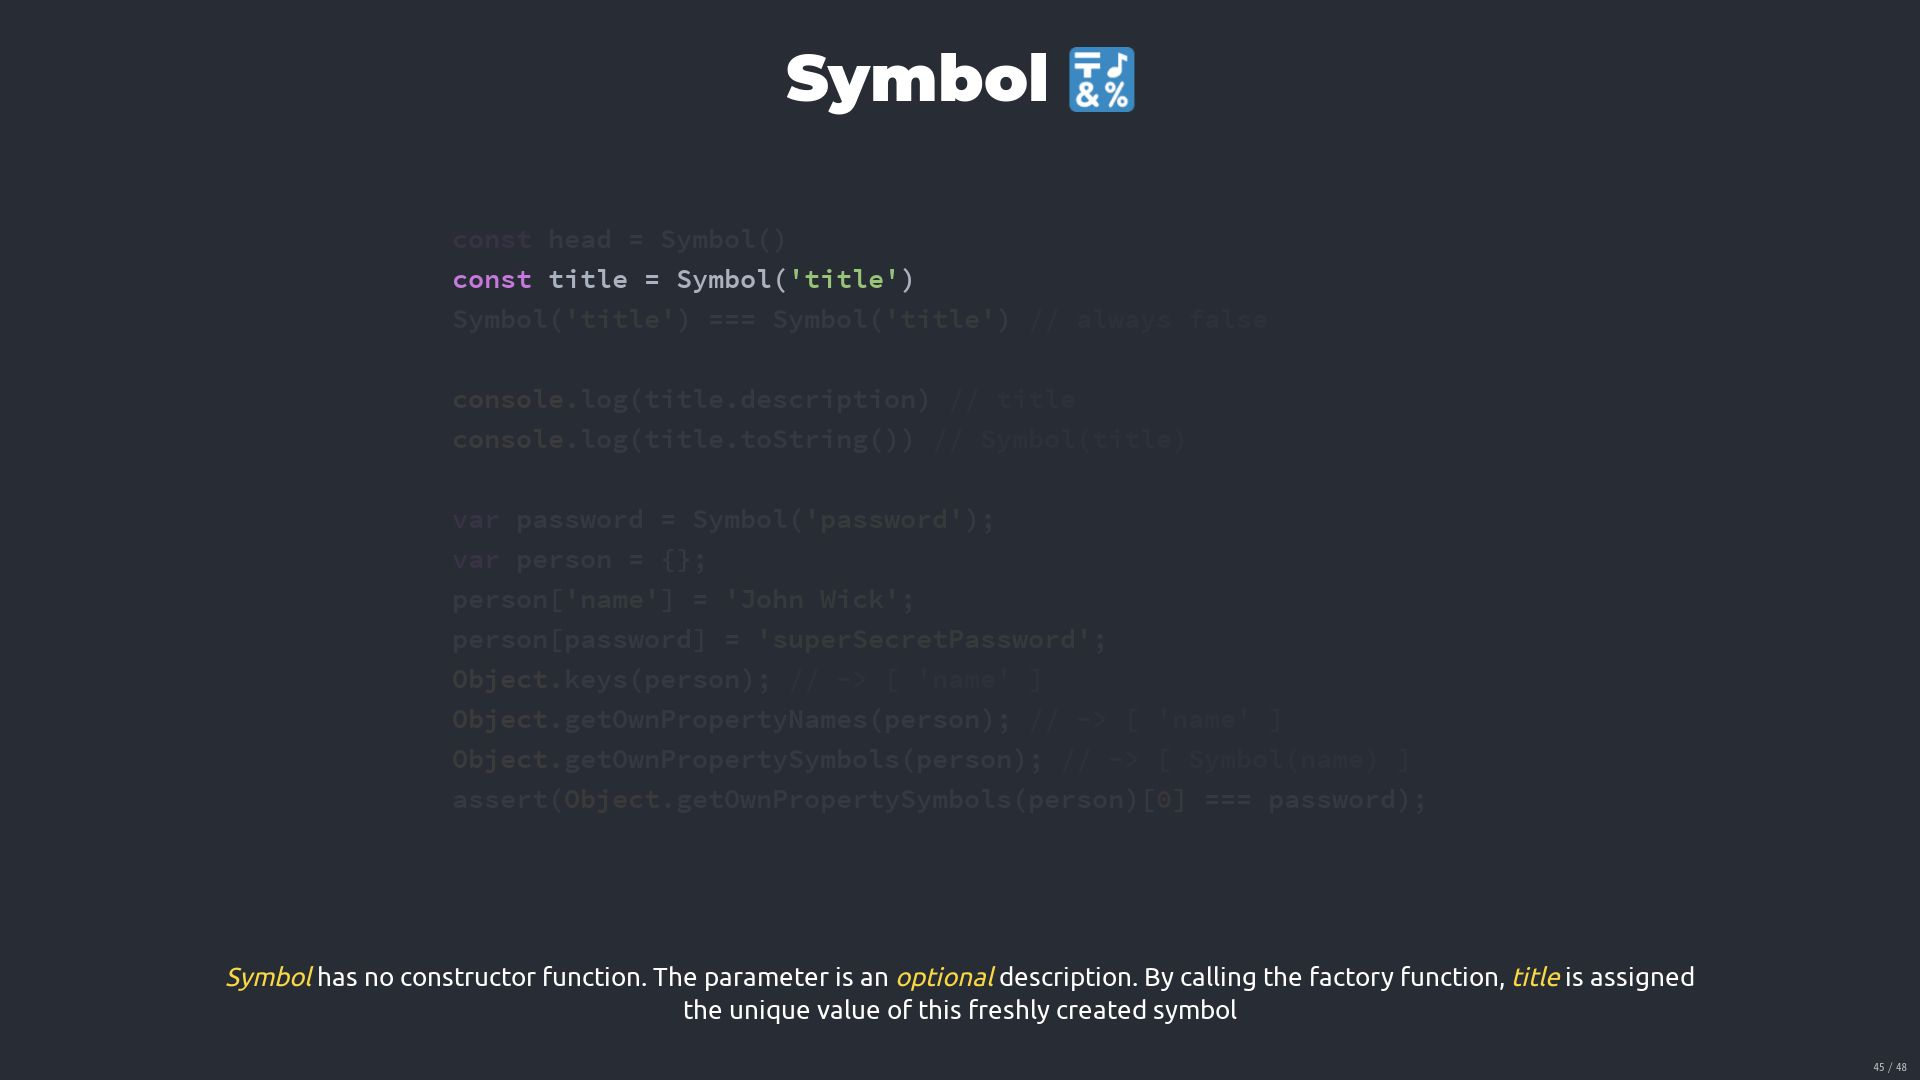 Symbol 🔣
const head = Symbol()
const title = Symbol('title')
Symbol('title') === Symbol('title') // always false
console.log(title.description) // title
console.log(title.toString()) // Symbol(title)
var password = Symbol('password');
var person = {};
person['name'] = 'John Wick';
person[password] = 'superSecretPassword';
Object.keys(person); // -> [ 'name' ]
Object.getOwnPropertyNames(person); // -> [ 'name' ]
Object.getOwnPropertySymbols(person); // -> [ Symbol(name) ]
assert(Object.getOwnPropertySymbols(person)[0] === password);
Symbol has no constructor function. The parameter is an optional description. By calling the factory function, title is assigned
the unique value of this freshly created symbol
45 / 48